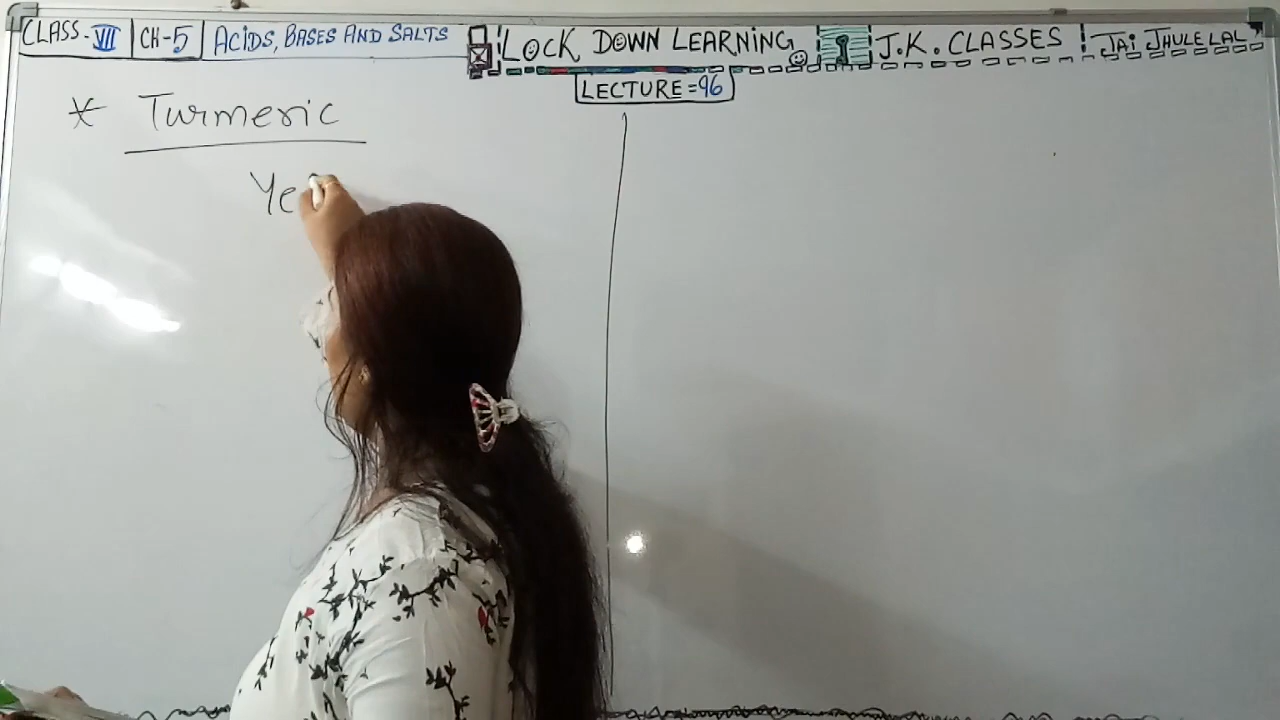 CLASS-VII CH-5 ACIDS, BASES AND SALTS LOCK DOWN LEARNING J.K. CLASSES JAI JHULELAL
LECTURE=96
* Turmeric
Ye